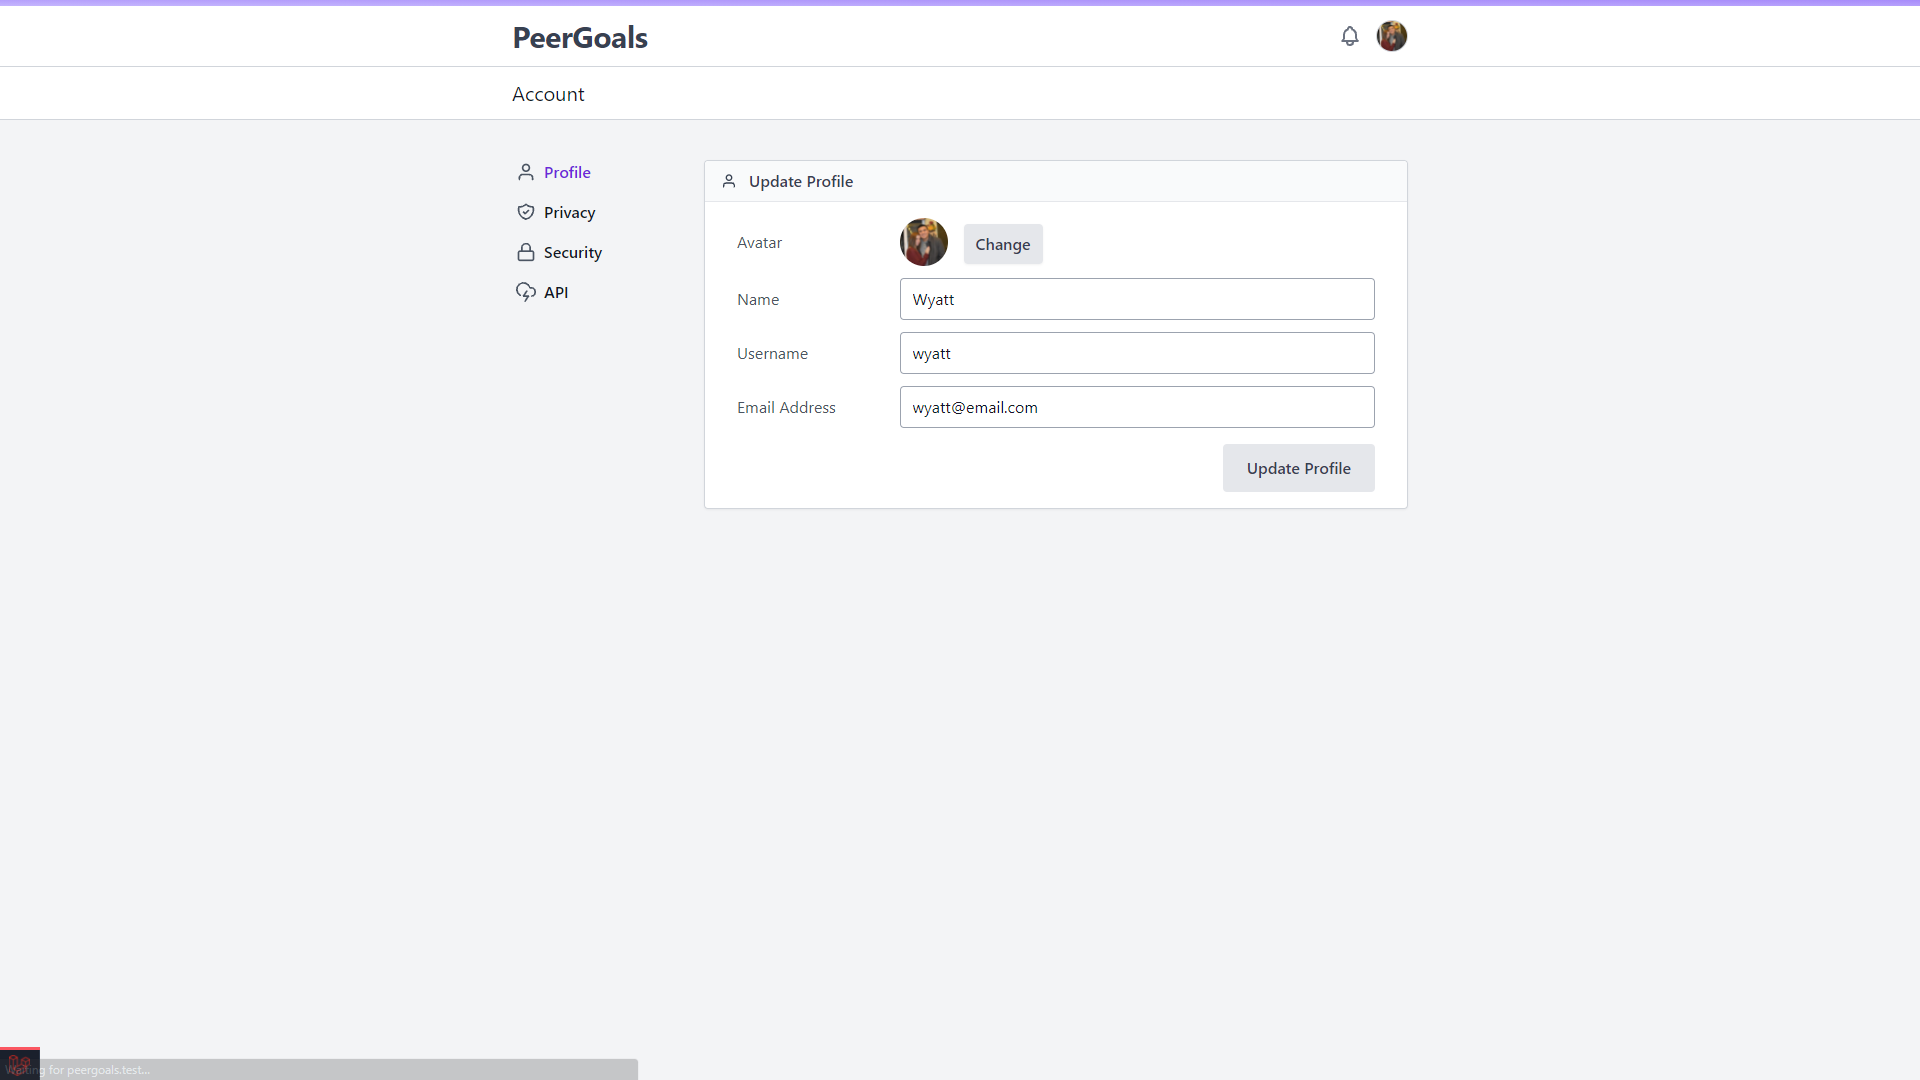 PeerGoals
Account
Profile
Privacy
Security
API
Update Profile
Avatar
Change
Name
Wyatt
Username
wyatt
Email Address
wyatt@email.com
Update Profile
Waiting for peergoals.test...